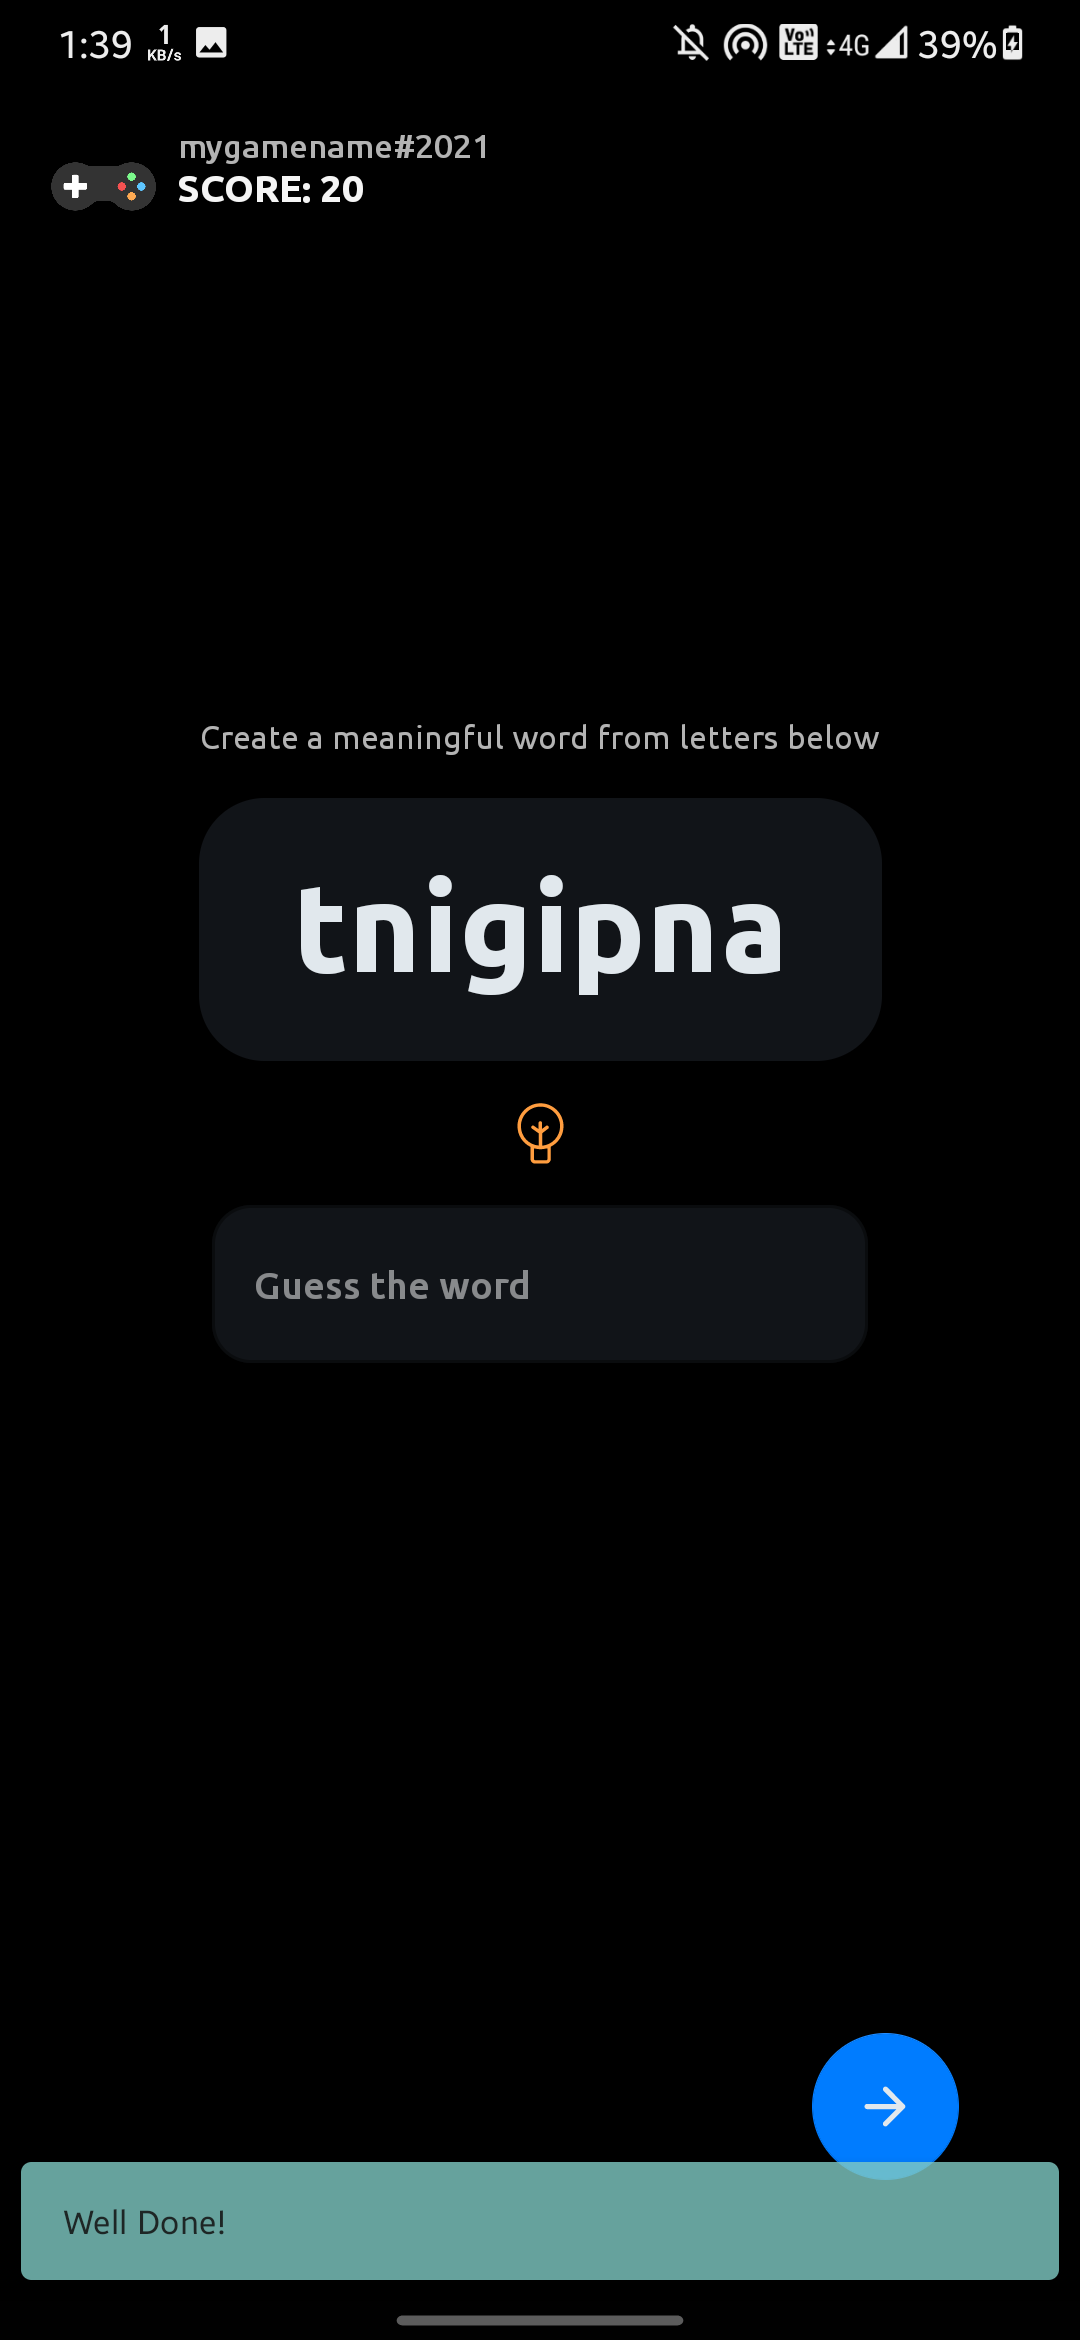 1:39 1 KB/s Vo LTE 4G 39%
mygamename#2021
SCORE: 20
Create a meaningful word from letters below
tnigipna
Guess the word
Well Done!